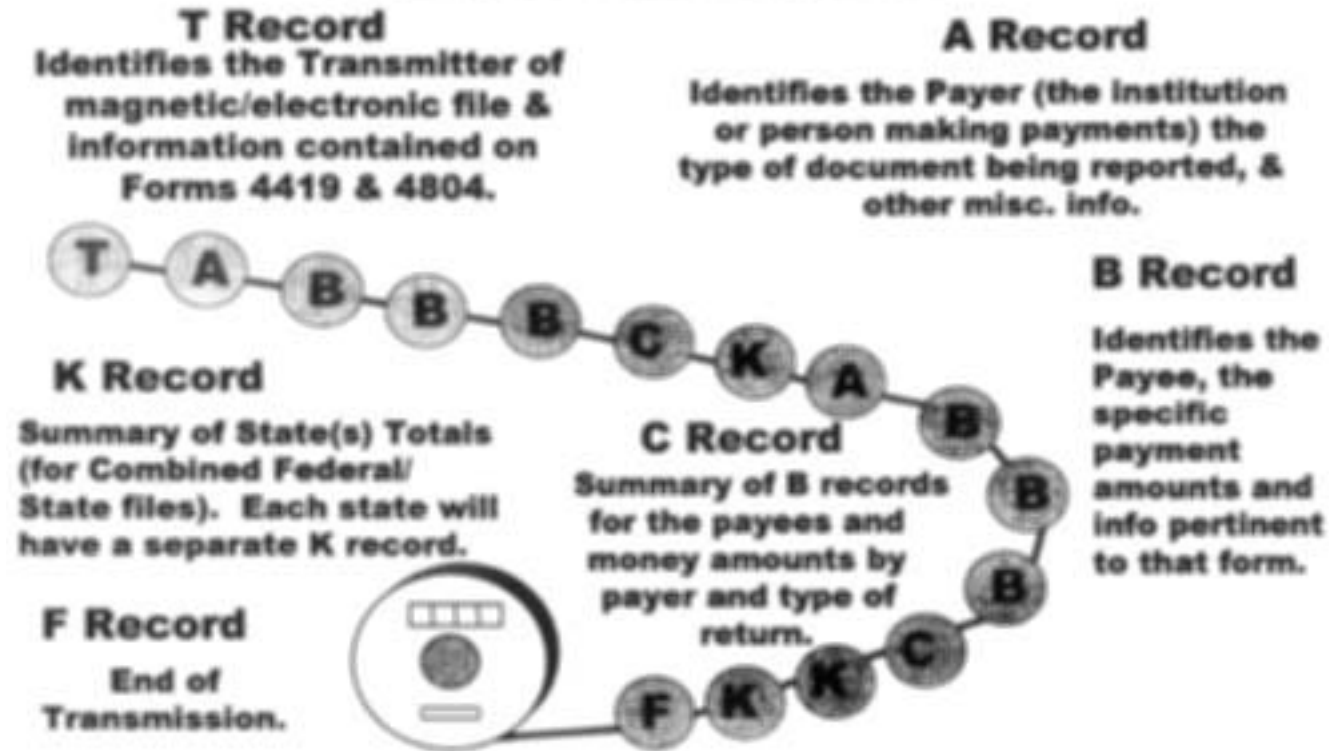 T Record
Identifies the Transmitter of
magnetic/electronic file &
information contained on
Forms 4419 & 4804.
A Record
Identifies the Payer (the institution
or person making payments) the
type of document being reported, &
other misc. info.
T
A
B
B
B
C
K
A
B
B
B
C
K
K
F
B Record
Identifies the
Payee, the
specific
payment
amounts and
info pertinent
to that form.
K Record
Summary of State(s) Totals
(for Combined Federal/
State files). Each state will
have a separate K record.
C Record
Summary of B records
for the payees and
money amounts by
payer and type of
return.
F Record
End of
Transmission.